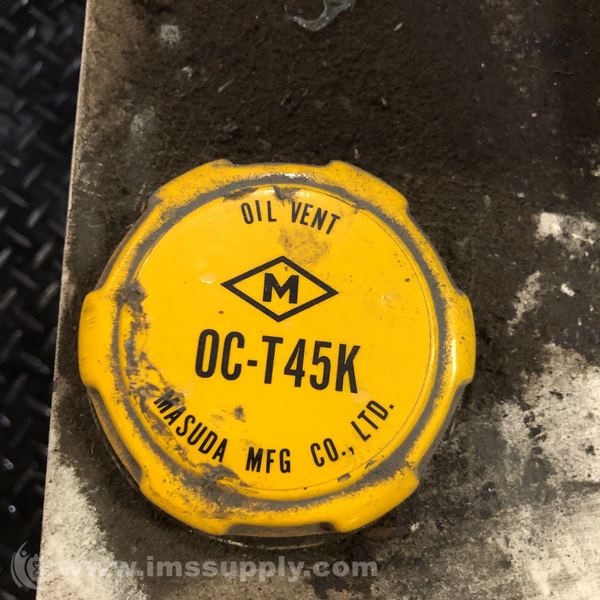 OIL VENT
M
OC-T45K
MASUDA MFG CO., LTD.
www.imssupply.com